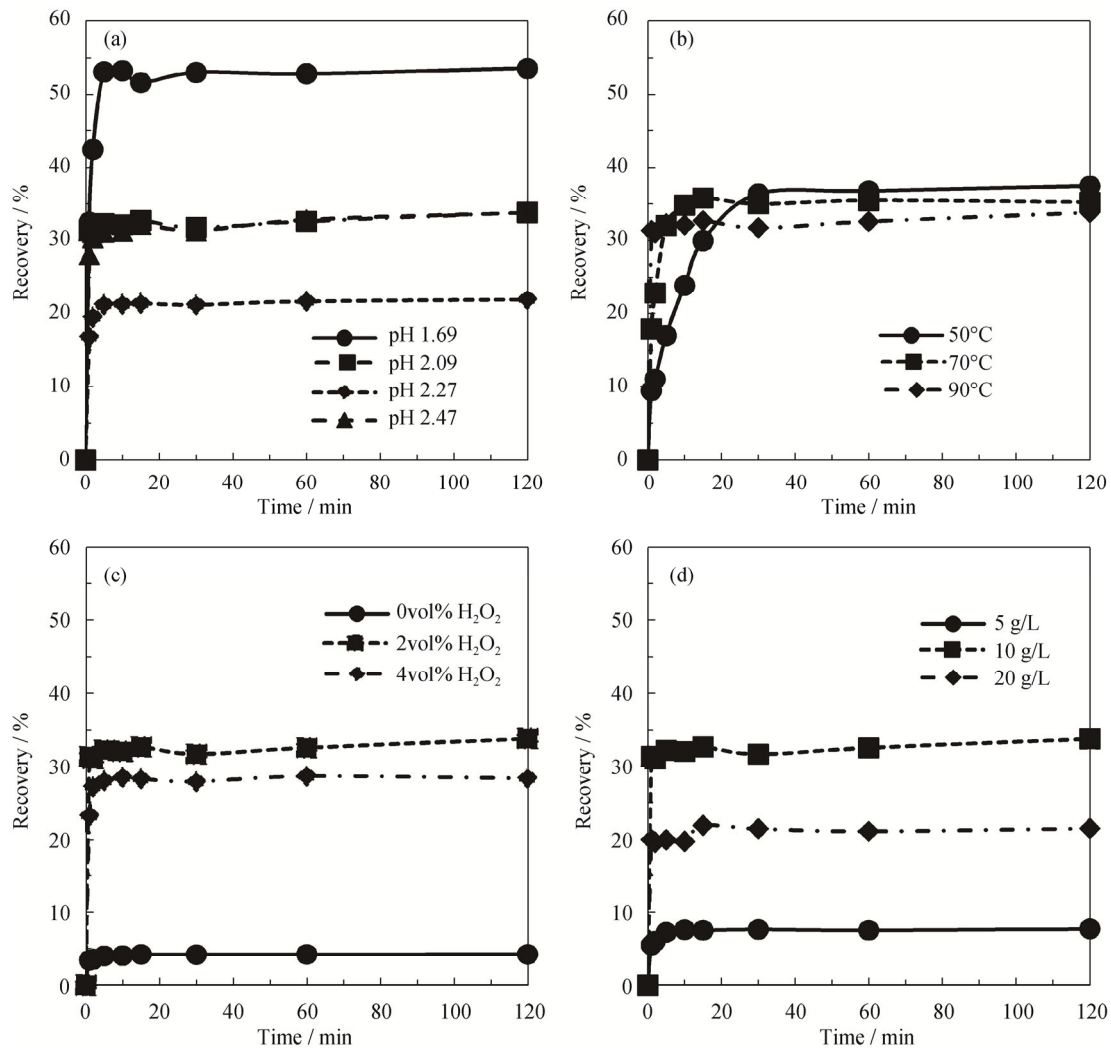 60
50
40
30
20
10
0
Recovery / %
(a)
pH 1.69
pH 2.09
pH 2.27
pH 2.47
0 20 40 60 80 100 120
Time / min
60
50
40
30
20
10
0
Recovery / %
(b)
50°C
70°C
90°C
0 20 40 60 80 100 120
Time / min
60
50
40
30
20
10
0
Recovery / %
(c)
0vol% H₂O₂
2vol% H₂O₂
4vol% H₂O₂
0 20 40 60 80 100 120
Time / min
60
50
40
30
20
10
0
Recovery / %
(d)
5 g/L
10 g/L
20 g/L
0 20 40 60 80 100 120
Time / min